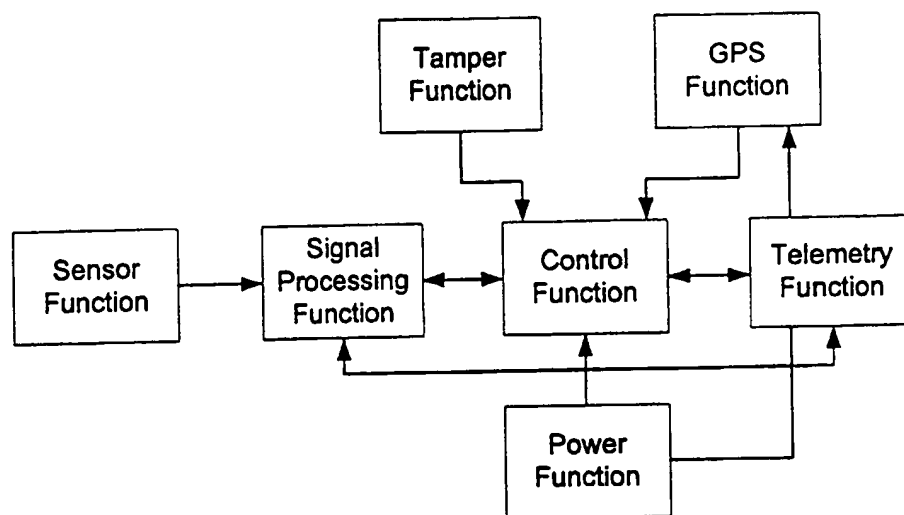 Tamper
Function
GPS
Function
Sensor
Function
Signal
Processing
Function
Control
Function
Telemetry
Function
Power
Function